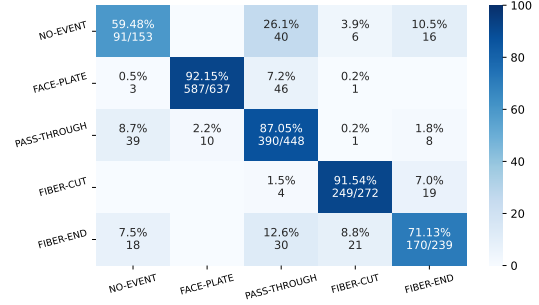 NO-EVENT 59.48% 26.1% 3.9% 10.5%
91/153 40 6 16
FACE-PLATE 0.5% 92.15% 7.2% 0.2%
3 587/637 46 1
PASS-THROUGH 8.7% 2.2% 87.05% 0.2% 1.8%
39 10 390/448 1 8
FIBER-CUT 1.5% 91.54% 7.0%
4 249/272 19
FIBER-END 7.5% 12.6% 8.8% 71.13%
18 30 21 170/239
NO-EVENT FACE-PLATE PASS-THROUGH FIBER-CUT FIBER-END
100
80
60
40
20
0